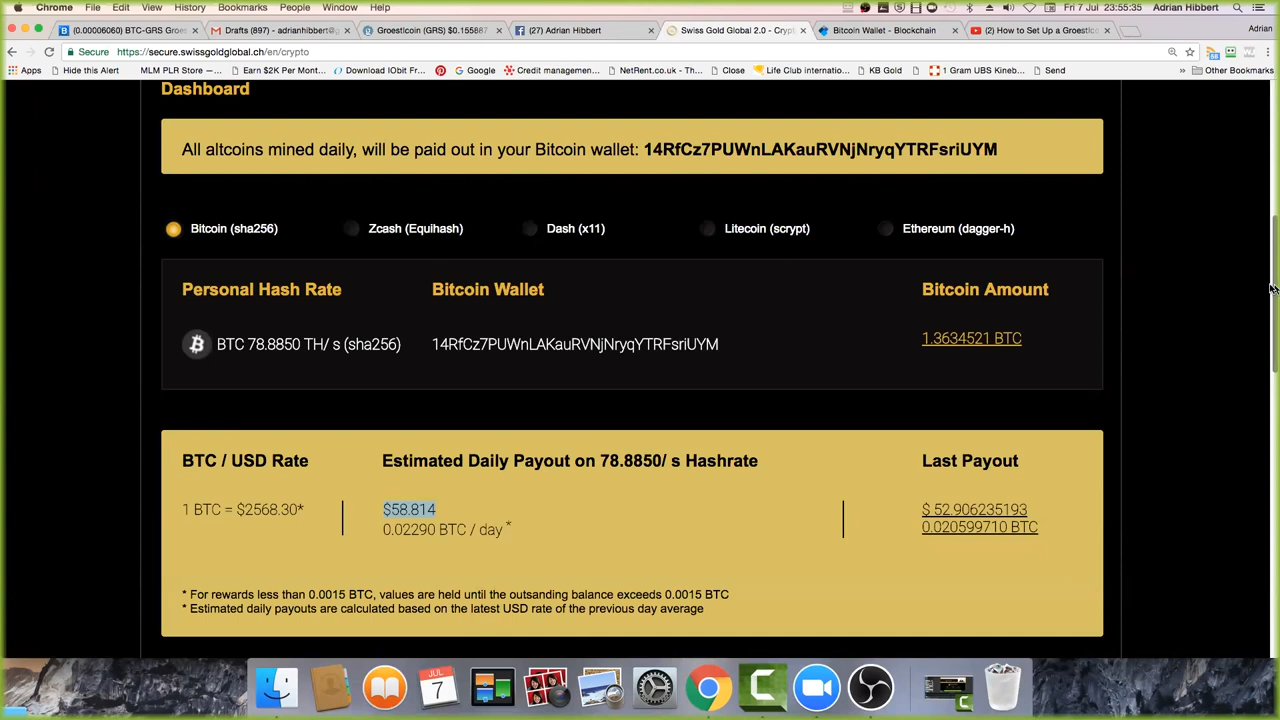 Chrome File Edit View History Bookmarks People Window Help Fri 7 Jul 23:55:35 Adrian Hibbert
(0.00006060) BTC-GRS Groes Drafts (897) - adrianhibbert@g Groestlcoin (GRS) $0.155887 (27) Adrian Hibbert Swiss Gold Global 2.0 - Cryp Bitcoin Wallet - Blockchain (2) How to Set Up a Groestlco Adrian
Secure https://secure.swissgoldglobal.ch/en/crypto
Apps Hide this Alert MLM PLR Store —... Earn $2K Per Mont... Download IObit Fr... Google Credit managemen... NetRent.co.uk - Th... Close Life Club internatio... KB Gold 1 Gram UBS Kineb... Send » Other Bookmarks
Dashboard
All altcoins mined daily, will be paid out in your Bitcoin wallet: 14RfCz7PUWnLAKauRVNjNryqYTRFsriUYM
Bitcoin (sha256) Zcash (Equihash) Dash (x11) Litecoin (scrypt) Ethereum (dagger-h)
Personal Hash Rate Bitcoin Wallet Bitcoin Amount
BTC 78.8850 TH/ s (sha256) 14RfCz7PUWnLAKauRVNjNryqYTRFsriUYM 1.3634521 BTC
BTC / USD Rate Estimated Daily Payout on 78.8850/ s Hashrate Last Payout
1 BTC = $2568.30* $58.814 $ 52.906235193
0.02290 BTC / day * 0.020599710 BTC
* For rewards less than 0.0015 BTC, values are held until the outsanding balance exceeds 0.0015 BTC
* Estimated daily payouts are calculated based on the latest USD rate of the previous day average
JUL
7